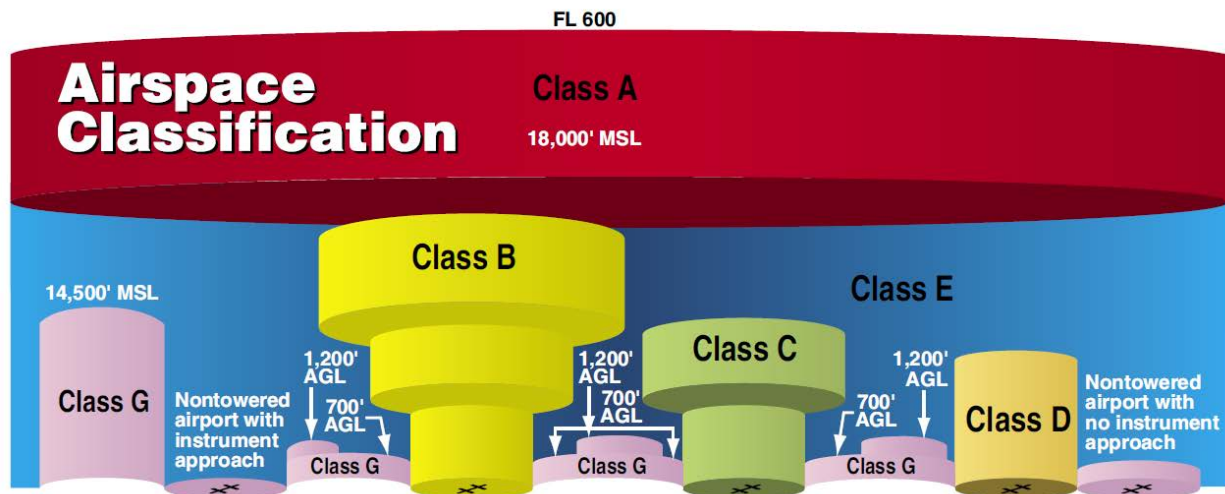 FL 600
Airspace
Classification
Class A
18,000' MSL
Class B
14,500' MSL
Class E
Class C
Class G
Nontowered
airport with
instrument
approach
1,200'
AGL
700'
AGL
Class G
1,200'
AGL
700'
AGL
Class G
700'
AGL
1,200'
AGL
Class G
Class D
Nontowered
airport with
no instrument
approach